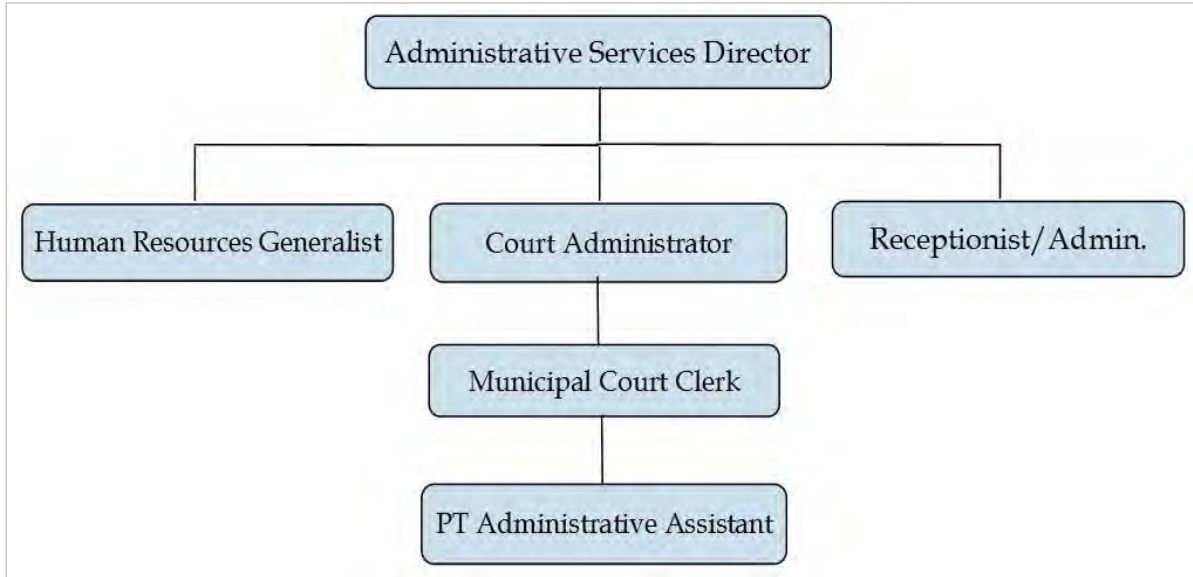 Administrative Services Director
Human Resources Generalist
Court Administrator
Receptionist/Admin.
Municipal Court Clerk
PT Administrative Assistant